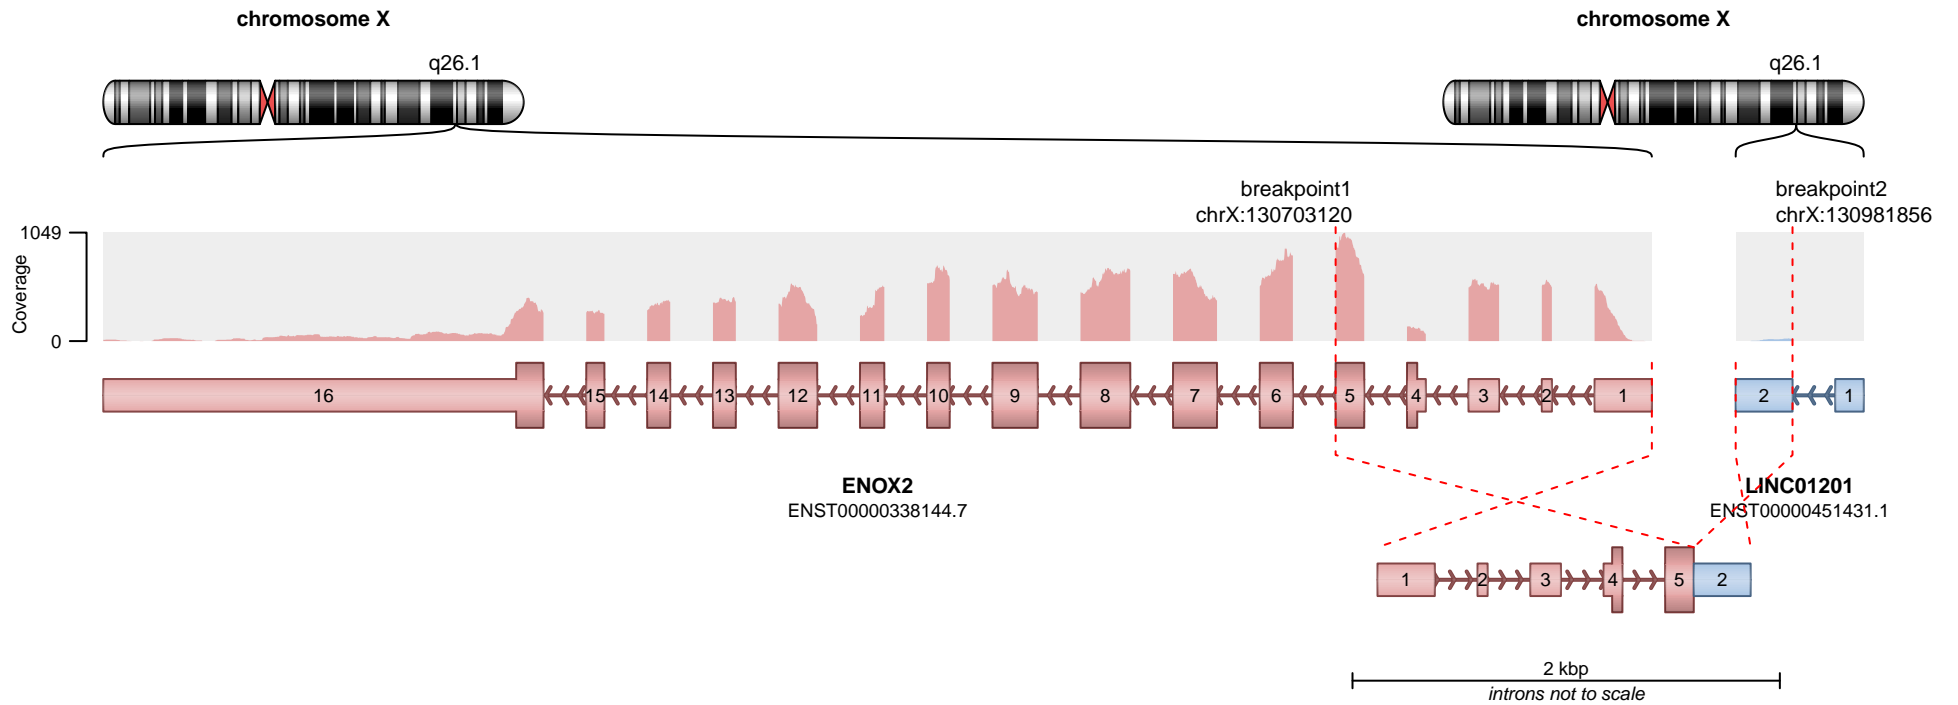 chromosome X
chromosome X
q26.1
q26.1
breakpoint1
chrX:130703120
breakpoint2
chrX:130981856
1049
Coverage
0
16 15 14 13 12 11 10 9 8 7 6 5 4 3 2 1 2 1
ENOX2
ENST00000338144.7
LINC01201
ENST00000451431.1
1 2 3 4 5 2
2 kbp
introns not to scale